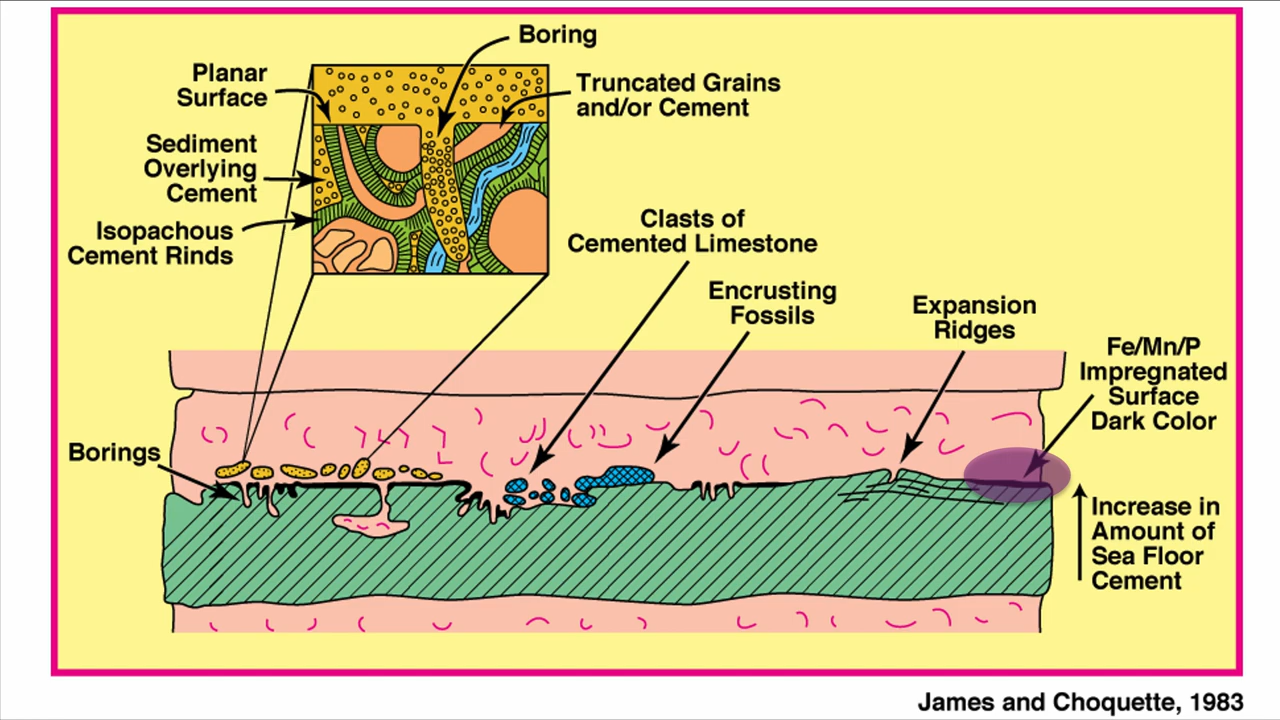 Boring
Planar
Surface
Truncated Grains
and/or Cement
Sediment
Overlying
Cement
Isopachous
Cement Rinds
Clasts of
Cemented Limestone
Encrusting
Fossils
Expansion
Ridges
Fe/Mn/P
Impregnated
Surface
Dark Color
Borings
Increase in
Amount of
Sea Floor
Cement
James and Choquette, 1983